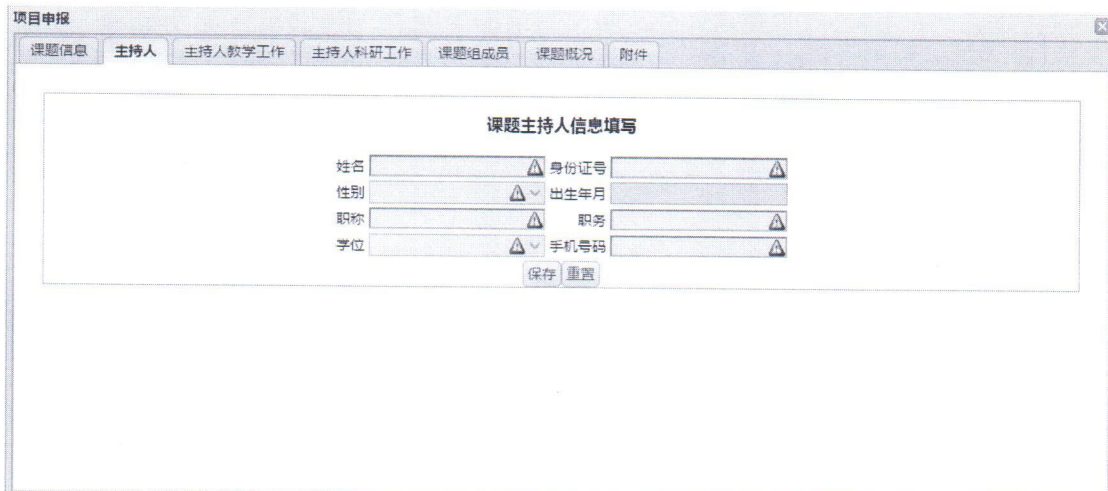 项目申报
课题信息 主持人 主持人教学工作 主持人科研工作 课题组成员 课题概况 附件
课题主持人信息填写
姓名 身份证号
性别 出生年月
职称 职务
学位 手机号码
保存 重置